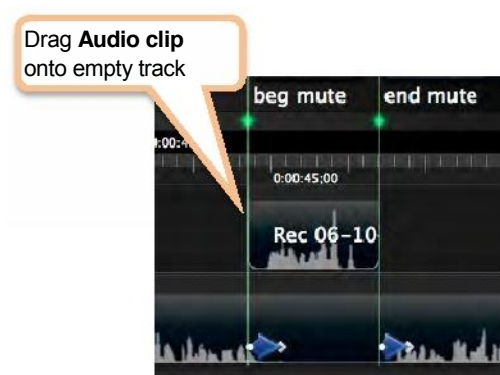 Drag Audio clip
onto empty track
beg mute end mute
0:00:45;00
Rec 06-10